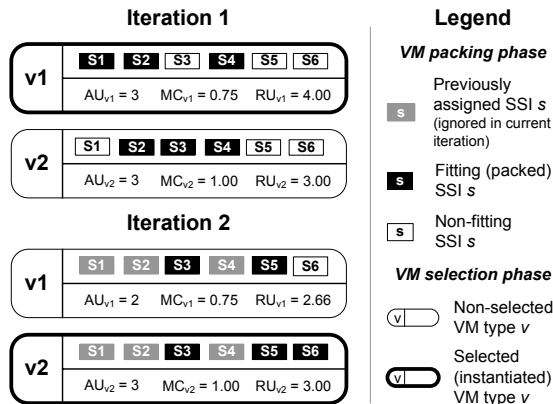 Iteration 1
v1
S1 S2 S3 S4 S5 S6
AUv1 = 3 MCv1 = 0.75 RUv1 = 4.00
v2
S1 S2 S3 S4 S5 S6
AUv2 = 3 MCv2 = 1.00 RUv2 = 3.00
Iteration 2
v1
S1 S2 S3 S4 S5 S6
AUv1 = 2 MCv1 = 0.75 RUv1 = 2.66
v2
S1 S2 S3 S4 S5 S6
AUv2 = 3 MCv2 = 1.00 RUv2 = 3.00
Legend
VM packing phase
s
Previously
assigned SSI s
(ignored in current
iteration)
s
Fitting (packed)
SSI s
s
Non-fitting
SSI s
VM selection phase
v
Non-selected
VM type v
v
Selected
(instantiated)
VM type v